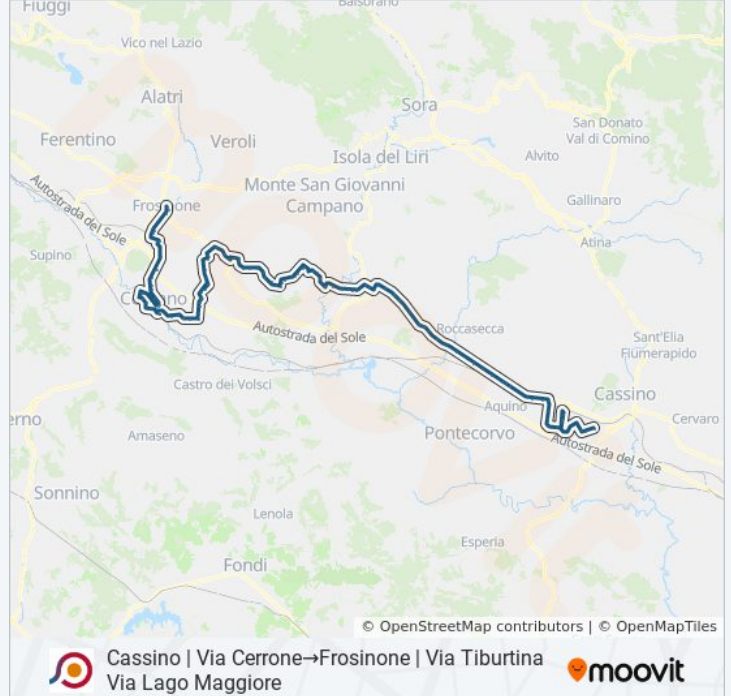 Fiuggi
Balsorano
Vico nel Lazio
Alatri
Sora
Ferentino
Veroli
San Donato
Val di Comino
Isola del Liri
Alvito
Autostrada del Sole
Monte San Giovanni
Campano
Frosinone
Gallinaro
Atina
Supino
Autostrada del Sole
Roccasecca
Sant'Elia
Fiumerapido
Castro dei Volsci
Cassino
Aquino
Cervaro
Amaseno
Pontecorvo
Autostrada del Sole
Sonnino
Lenola
Esperia
Fondi
© OpenStreetMap contributors | © OpenMapTiles
Cassino | Via Cerrone→Frosinone | Via Tiburtina
Via Lago Maggiore
moovit